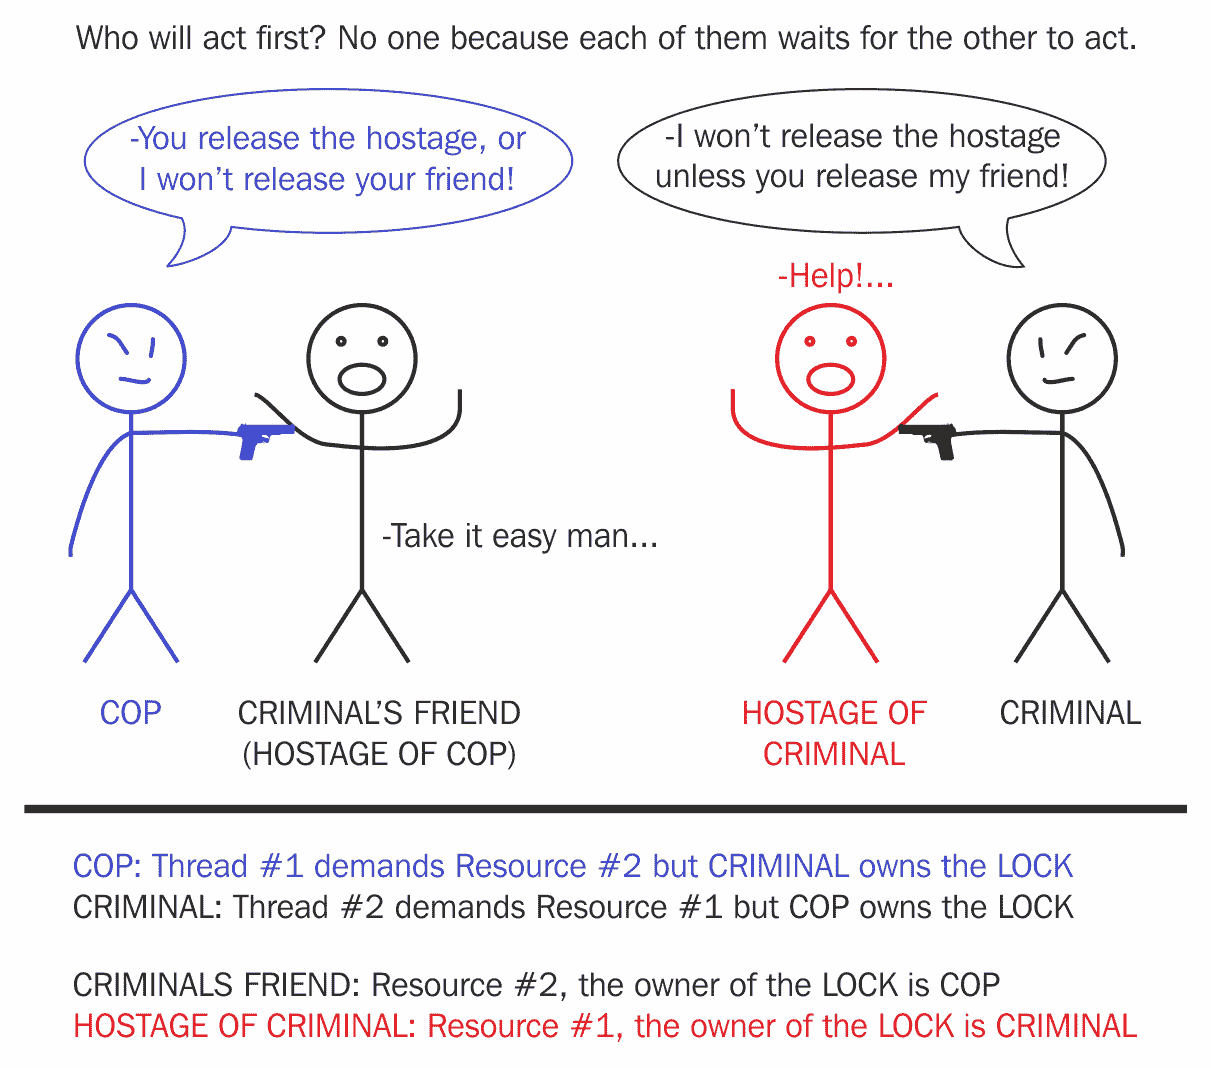 Who will act first? No one because each of them waits for the other to act.
-You release the hostage, or
I won't release your friend!
-I won't release the hostage
unless you release my friend!
-Help!...
-Take it easy man...
COP
CRIMINAL'S FRIEND
(HOSTAGE OF COP)
HOSTAGE OF
CRIMINAL
CRIMINAL
COP: Thread #1 demands Resource #2 but CRIMINAL owns the LOCK
CRIMINAL: Thread #2 demands Resource #1 but COP owns the LOCK
CRIMINALS FRIEND: Resource #2, the owner of the LOCK is COP
HOSTAGE OF CRIMINAL: Resource #1, the owner of the LOCK is CRIMINAL